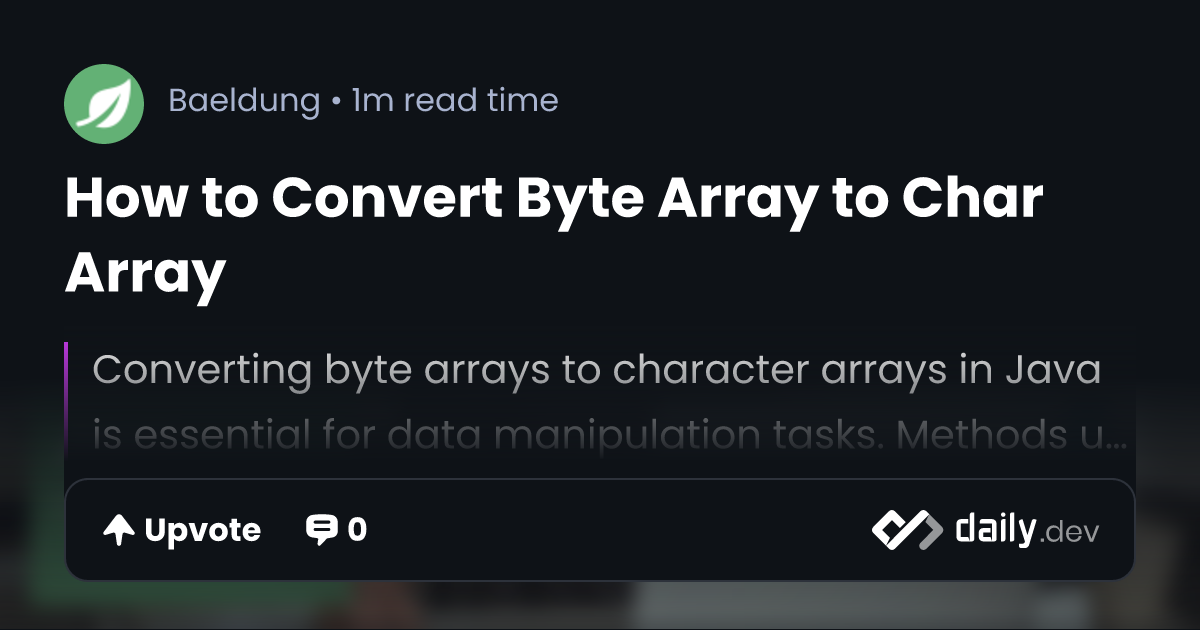 Baeldung • 1m read time
How to Convert Byte Array to Char
Array
Converting byte arrays to character arrays in Java
is essential for data manipulation tasks. Methods u...
Upvote 0 daily.dev